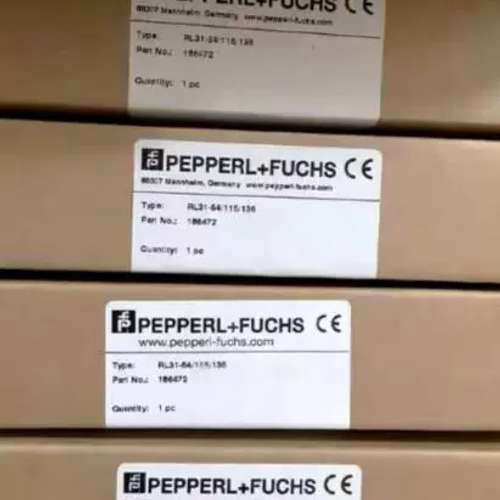 PEPPERL+FUCHS CE
68307 Mannheim, Germany www.pepperl-fuchs.com
Type: RL31-54/115/136
Part No.: 186472
Quantity: 1 pc
PEPPERL+FUCHS CE
68307 Mannheim, Germany www.pepperl-fuchs.com
Type: RL31-54/115/136
Part No.: 186472
Quantity: 1 pc
PEPPERL+FUCHS CE
www.pepperl-fuchs.com
Type: RL31-54/115/136
Part No.: 186472
Quantity: 1 pc
PEPPERL+FUCHS CE